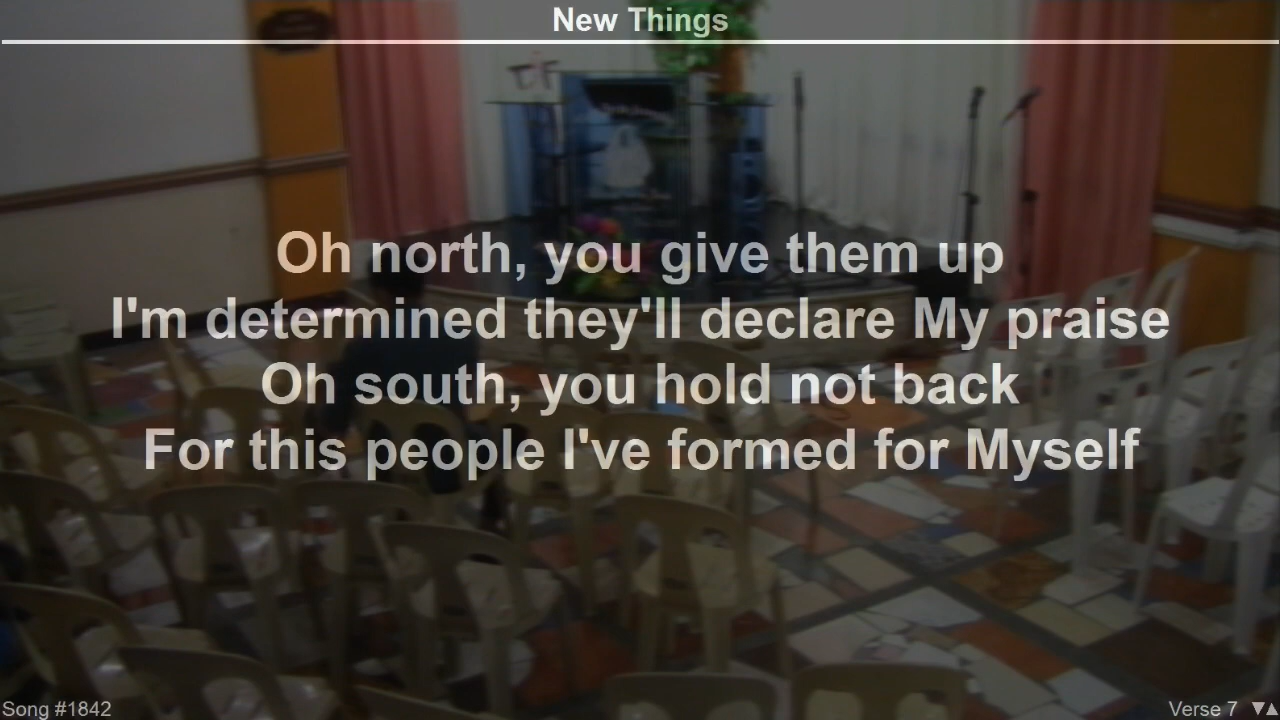 New Things
Oh north, you give them up
I'm determined they'll declare My praise
Oh south, you hold not back
For this people I've formed for Myself
Song #1842
Verse 7 ▼▲